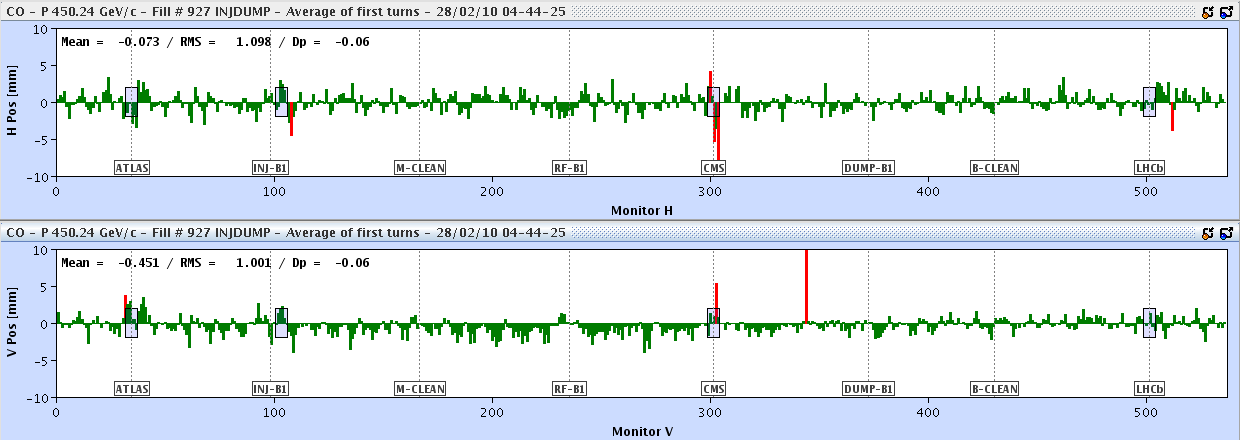 CO - P 450.24 GeV/c - Fill # 927 INJDUMP - Average of first turns - 28/02/10 04-44-25
Mean = -0.073 / RMS = 1.098 / Dp = -0.06
H Pos [mm]
10
5
0
-5
-10
ATLAS INJ-B1 M-CLEAN RF-B1 CMS DUMP-B1 B-CLEAN LHCb
0 100 200 300 400 500
Monitor H
CO - P 450.24 GeV/c - Fill # 927 INJDUMP - Average of first turns - 28/02/10 04-44-25
Mean = -0.451 / RMS = 1.001 / Dp = -0.06
V Pos [mm]
10
5
0
-5
-10
ATLAS INJ-B1 M-CLEAN RF-B1 CMS DUMP-B1 B-CLEAN LHCb
0 100 200 300 400 500
Monitor V